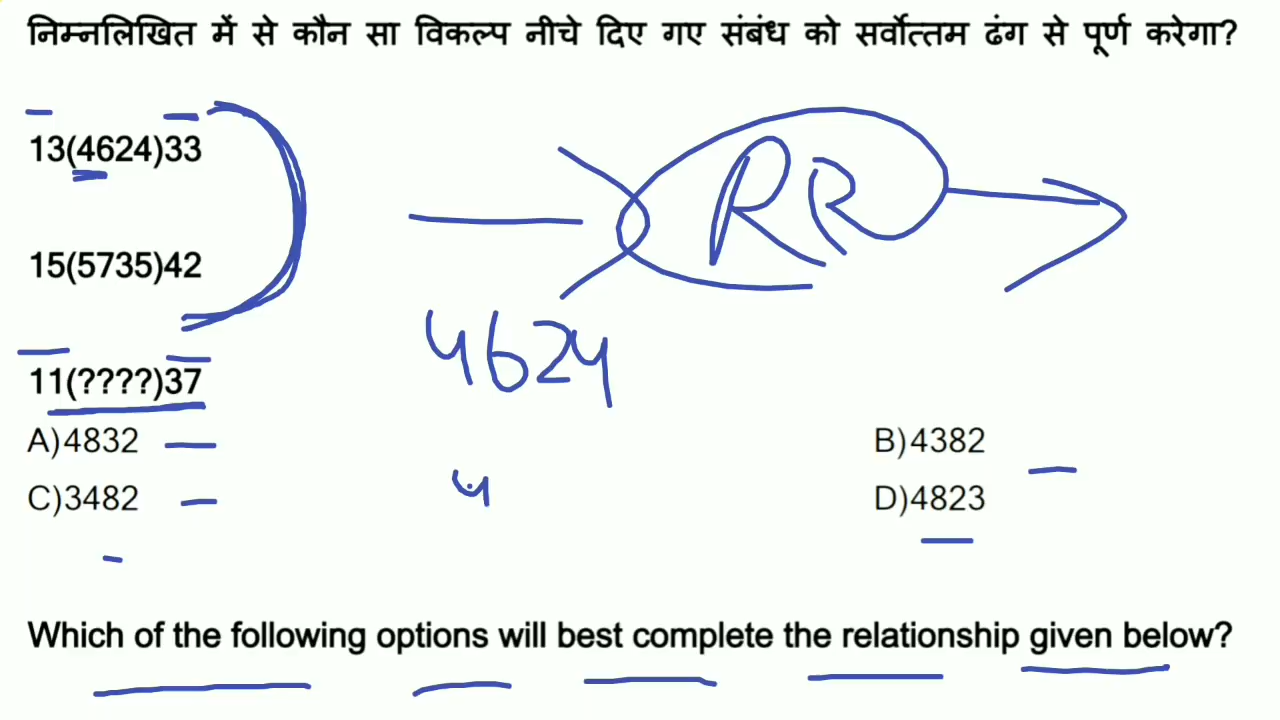 निम्नलिखित में से कौन सा विकल्प नीचे दिए गए संबंध को सर्वोत्तम ढंग से पूर्ण करेगा?
13(4624)33
RR
15(5735)42
4624
11(????)37
A)4832
B)4382
4
C)3482
D)4823
Which of the following options will best complete the relationship given below?